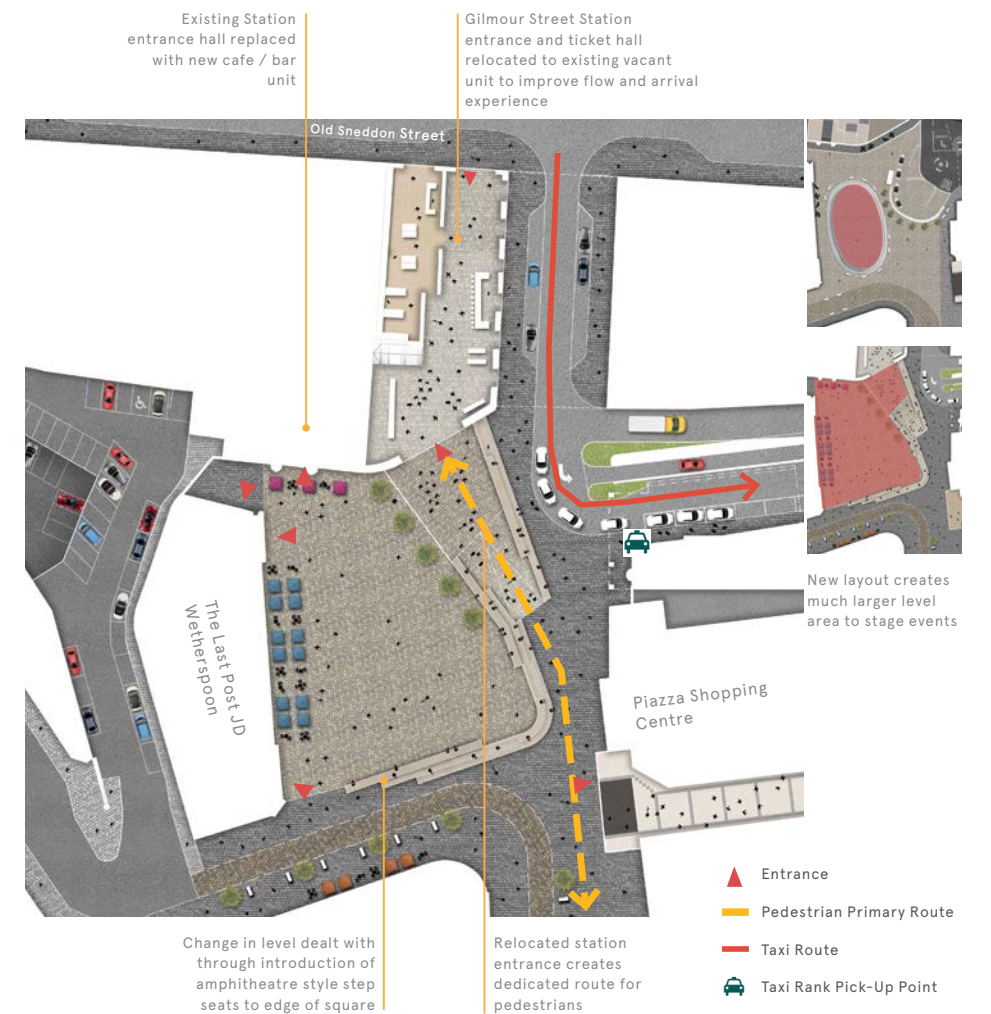 Existing Station
entrance hall replaced
with new cafe / bar
unit
Gilmour Street Station
entrance and ticket hall
relocated to existing vacant
unit to improve flow and arrival
experience
Old Sneddon Street
New layout creates
much larger level
area to stage events
The Last Post JD
Wetherspoon
Piazza Shopping
Centre
Entrance
Pedestrian Primary Route
Taxi Route
Taxi Rank Pick-Up Point
Change in level dealt with
through introduction of
amphitheatre style step
seats to edge of square
Relocated station
entrance creates
dedicated route for
pedestrians